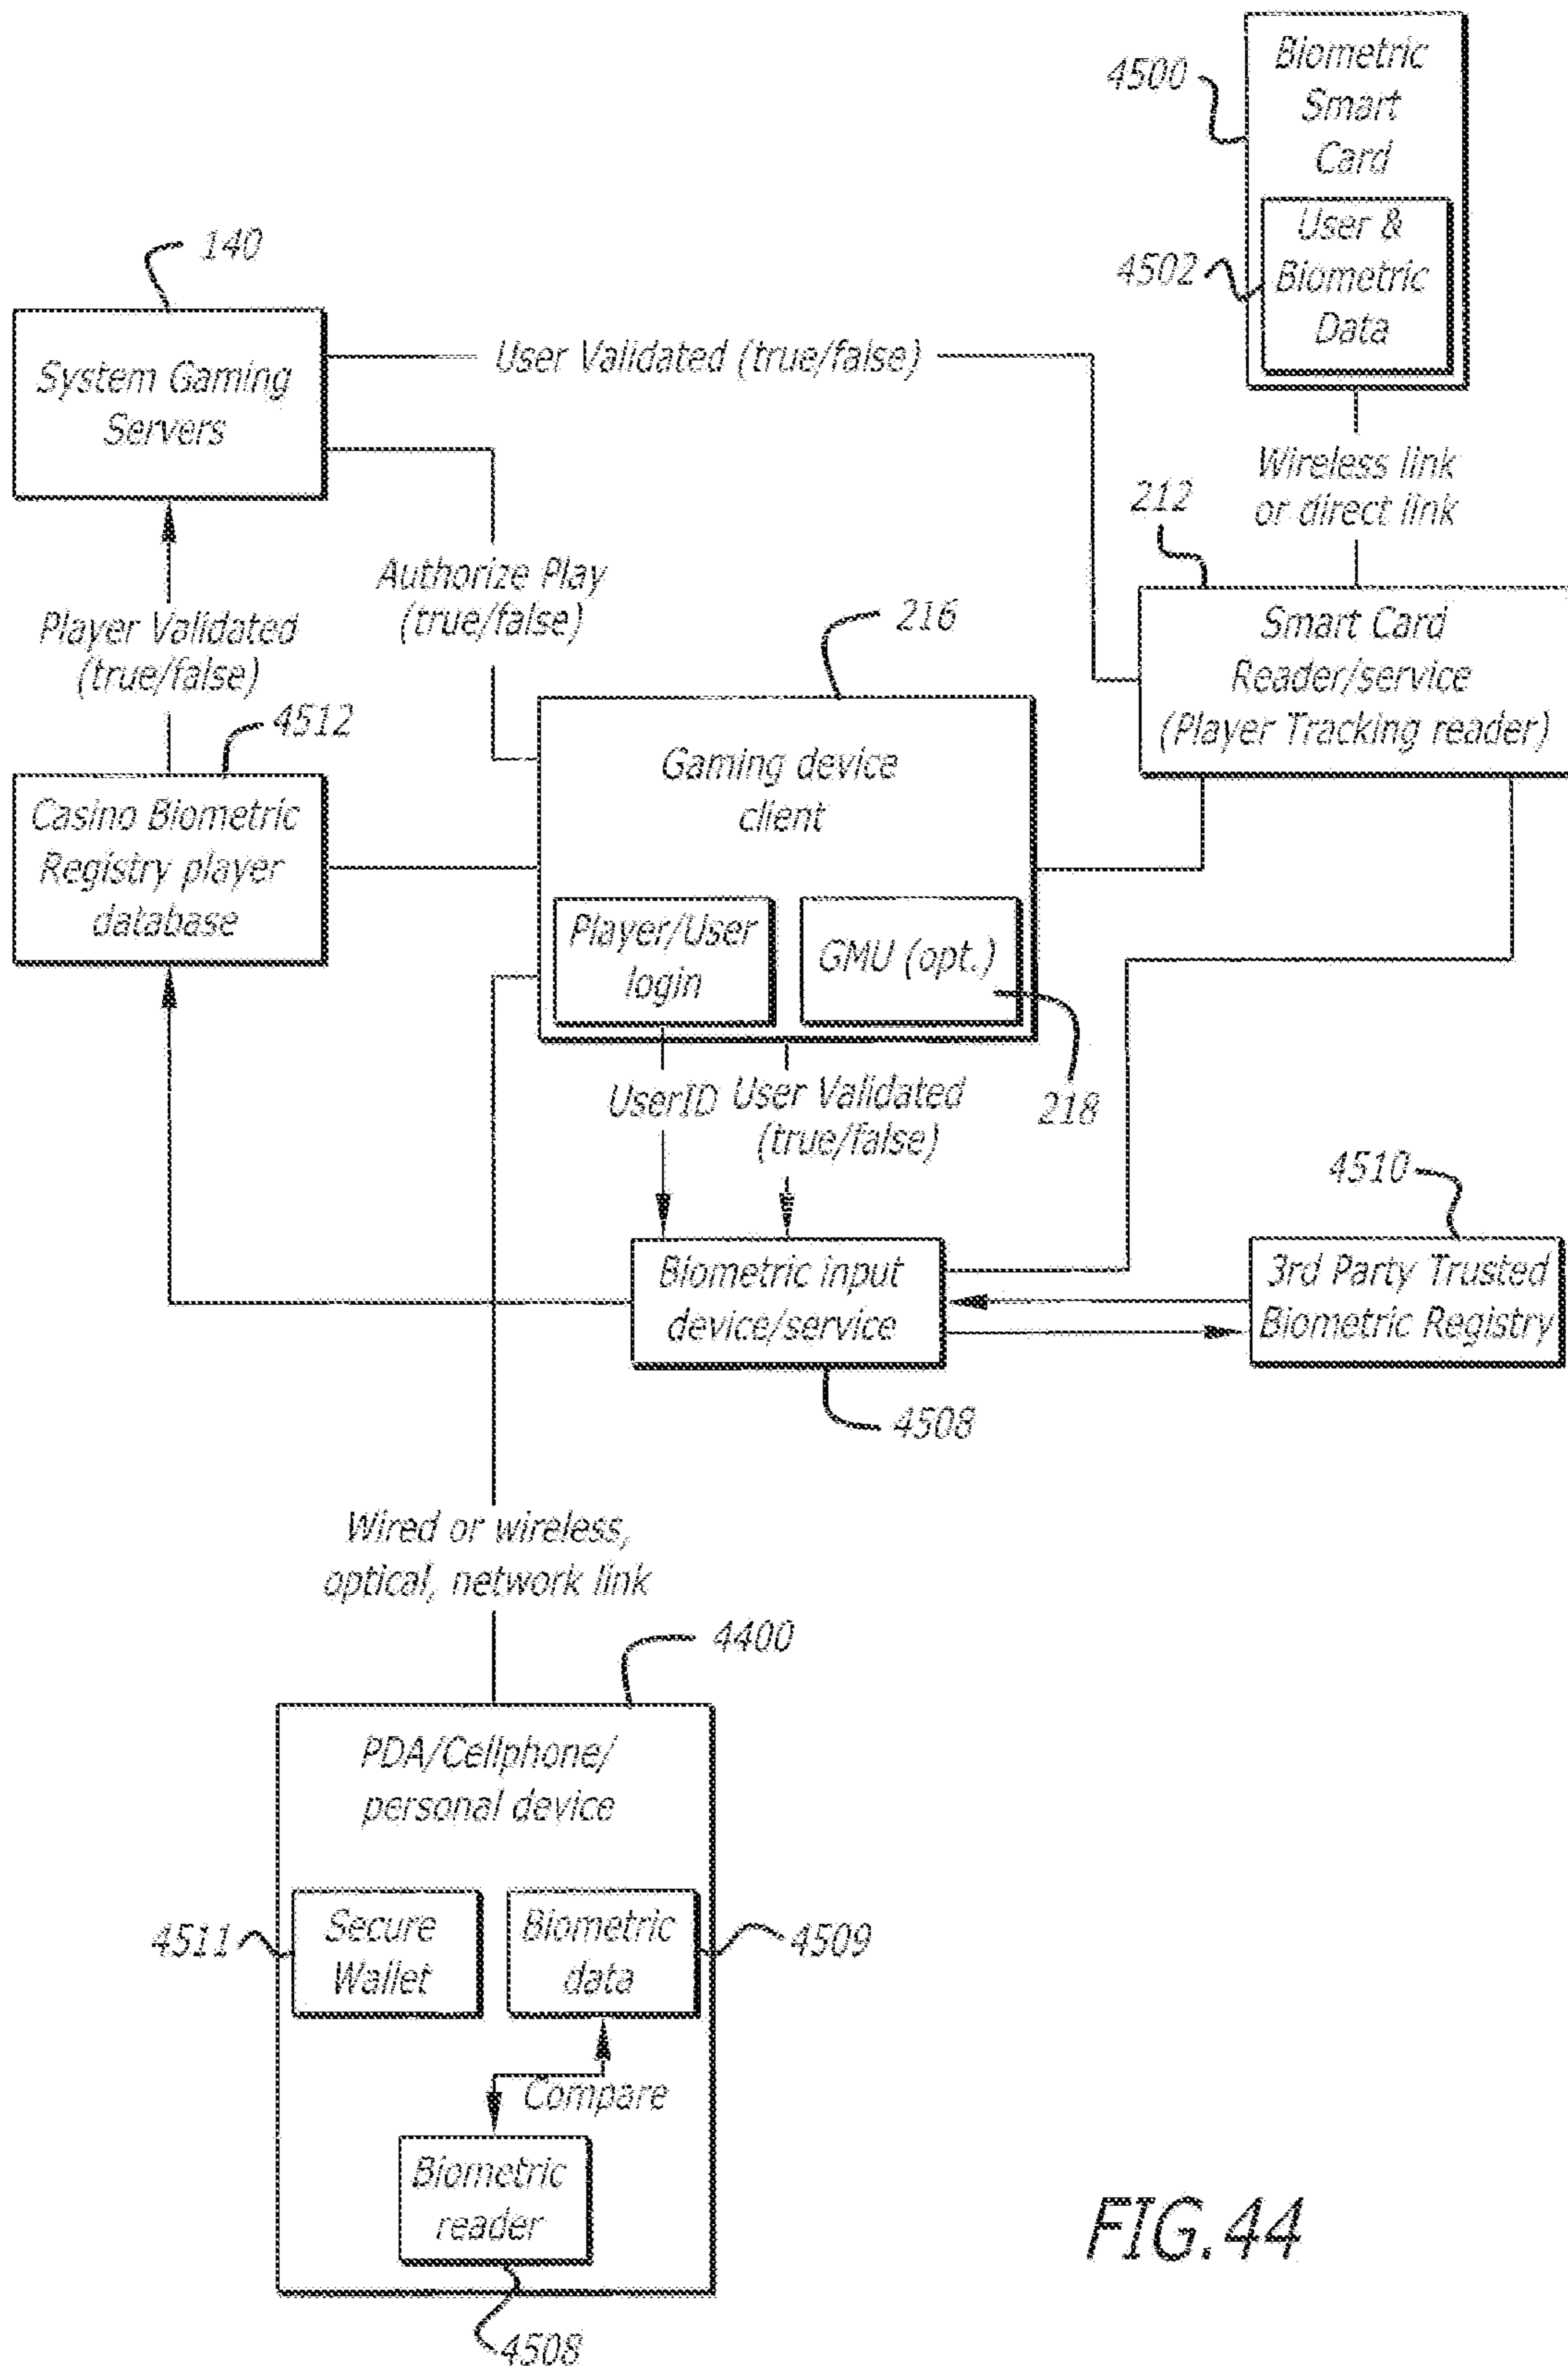 4500
Biometric
Smart
Card
4502
User &
Biometric
Data
140
System Gaming
Servers
User Validated (true/false)
Wireless link
or direct link
212
Authorize Play
(true/false)
Player Validated
(true/false)
216
Smart Card
Reader/service
(Player Tracking reader)
4512
Casino Biometric
Registry player
database
Gaming device
client
Player/User
login
GMU (opt.)
218
UserID
User Validated
(true/false)
4510
Biometric input
device/service
3rd Party Trusted
Biometric Registry
4508
Wired or wireless,
optical, network link
4400
PDA/Cellphone/
personal device
4511
Secure
Wallet
Biometric
data
4509
Compare
Biometric
reader
4508
FIG.44